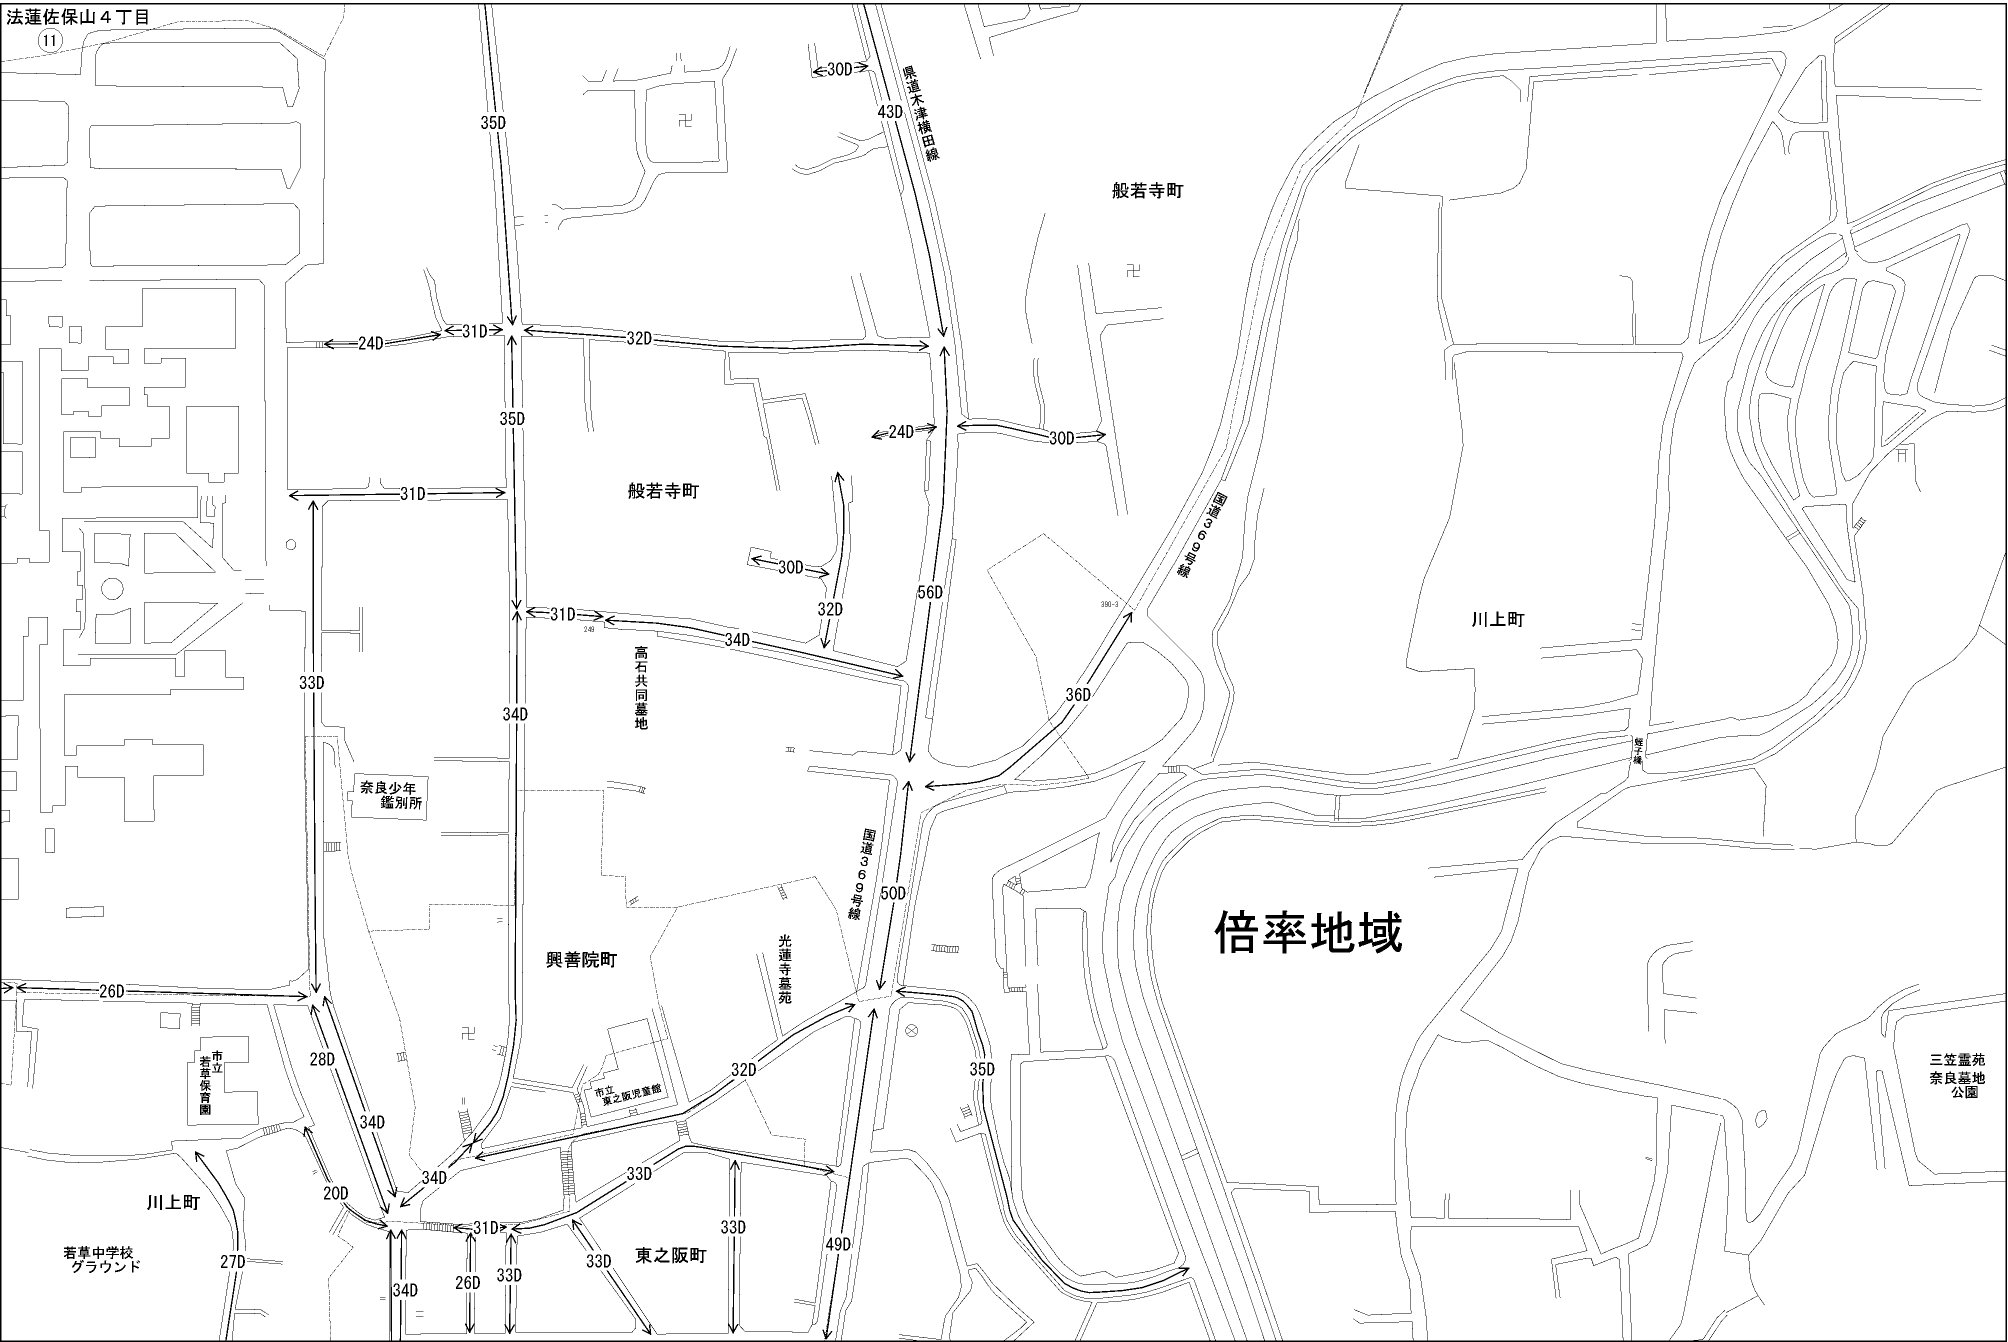 法蓮佐保山４丁目
11
30D
県道木津横田線
43D
35D
般若寺町
24D
31D
32D
35D
24D
30D
31D
般若寺町
国道３６９号線
30D
56D
32D
31D
390-3
249
34D
川上町
高石共同墓地
33D
34D
36D
蛭子橋
奈良少年
鑑別所
国道３６９号線
50D
倍率地域
興善院町
光蓮寺墓苑
26D
28D
市立
若草保育園
32D
35D
市立
東之阪児童館
三笠霊苑
奈良墓地
公園
34D
34D
33D
20D
川上町
31D
33D
49D
若草中学校
グラウンド
27D
東之阪町
33D
34D
26D
33D